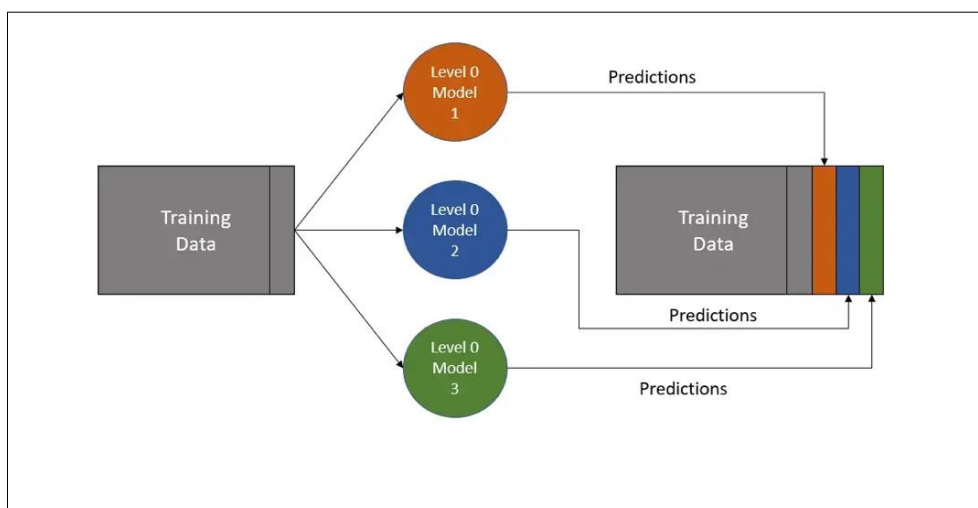 Level 0
Model
1
Predictions
Training
Data
Level 0
Model
2
Training
Data
Predictions
Level 0
Model
3
Predictions